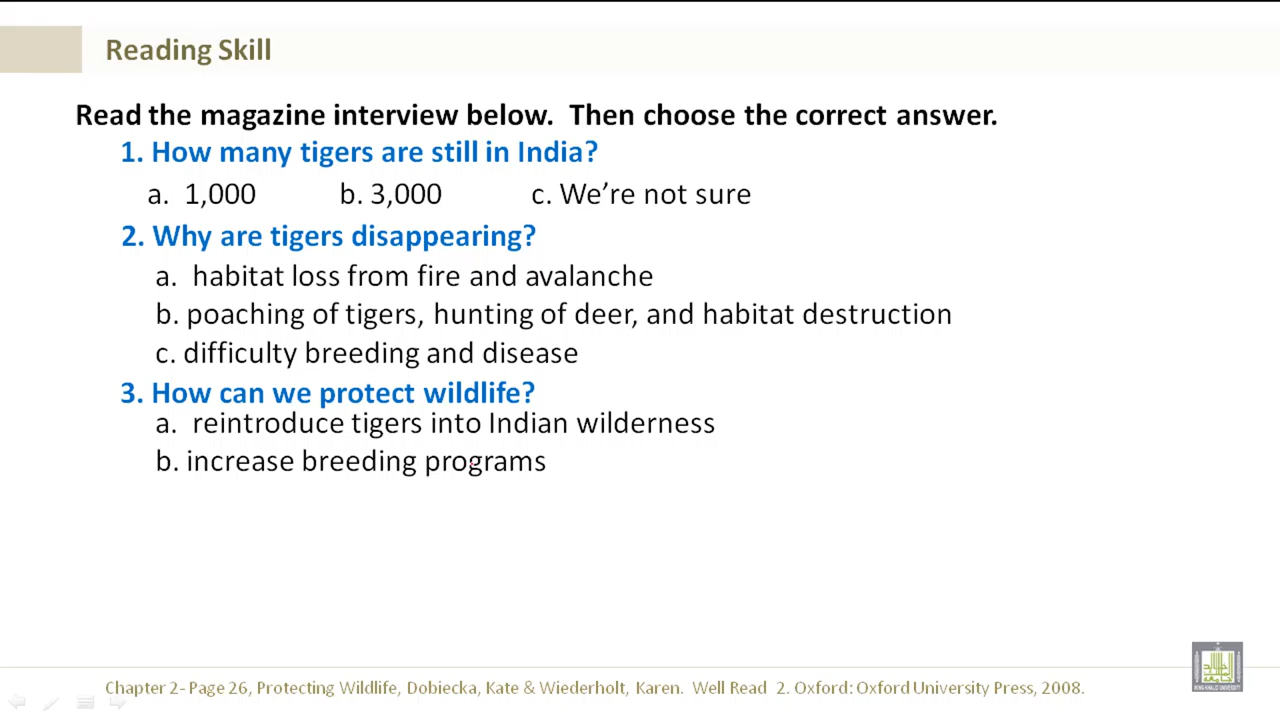 Reading Skill
Read the magazine interview below. Then choose the correct answer.
1. How many tigers are still in India?
a. 1,000 b. 3,000 c. We're not sure
2. Why are tigers disappearing?
a. habitat loss from fire and avalanche
b. poaching of tigers, hunting of deer, and habitat destruction
c. difficulty breeding and disease
3. How can we protect wildlife?
a. reintroduce tigers into Indian wilderness
b. increase breeding programs
Chapter 2- Page 26, Protecting Wildlife, Dobiecka, Kate & Wiederholt, Karen. Well Read 2. Oxford: Oxford University Press, 2008.
KING KHALID UNIVERSITY